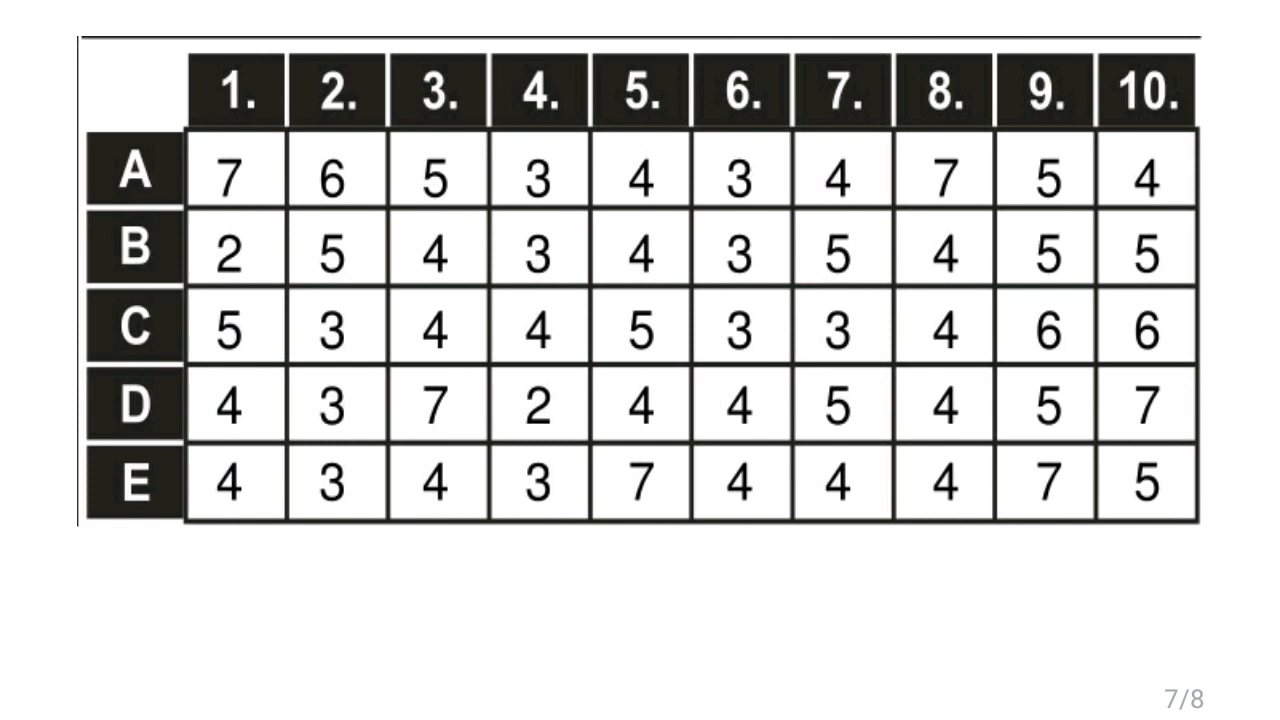 1. 2. 3. 4. 5. 6. 7. 8. 9. 10.
A 7 6 5 3 4 3 4 7 5 4
B 2 5 4 3 4 3 5 4 5 5
C 5 3 4 4 5 3 3 4 6 6
D 4 3 7 2 4 4 5 4 5 7
E 4 3 4 3 7 4 4 4 7 5
7/8